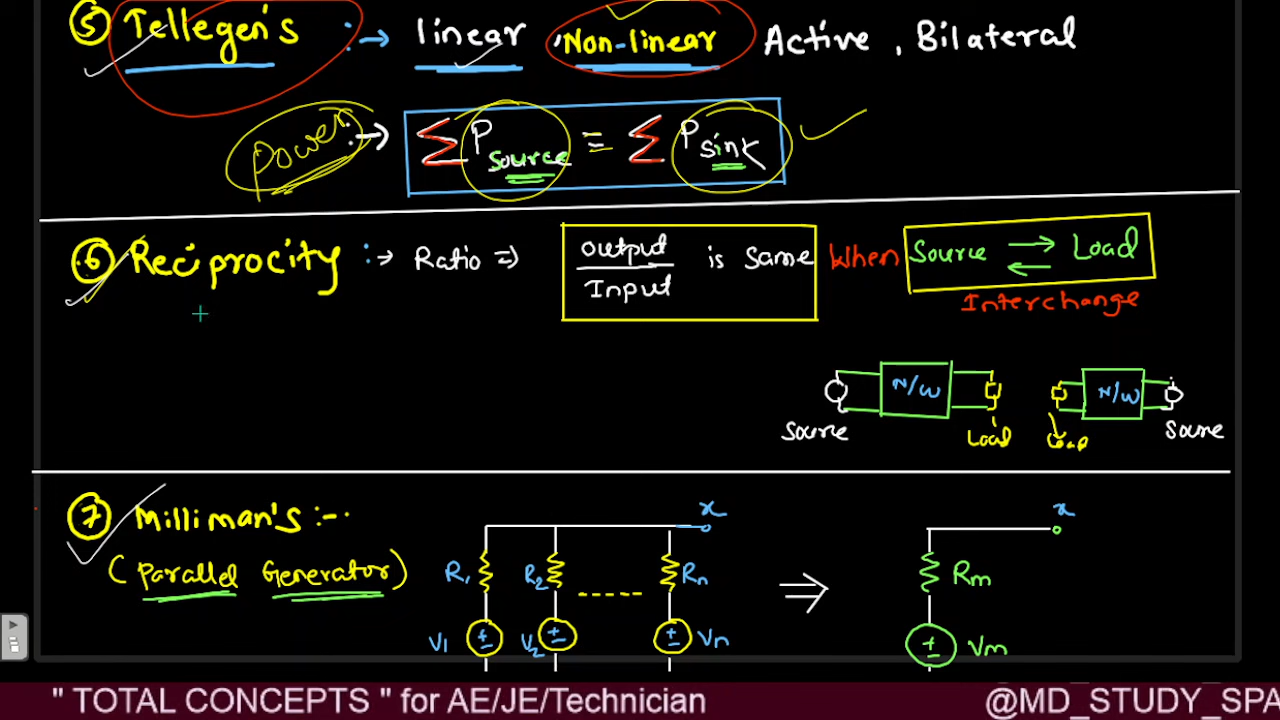 ⑤ Tellegen's :→ linear, Non-linear Active, Bilateral
Power :→ ∑ P source = ∑ P sink
⑥ Reciprocity :→ Ratio ⇒ output / Input is same When Source ⇄ Load
Interchange
N/W N/W
Source Load Load Source
⑦ Milliman's :-
(Parallel Generator)
x x
R1 R2 ------ Rn ⇒ Rm
V1 V2 Vn Vm
" TOTAL CONCEPTS " for AE/JE/Technician @MD_STUDY_SPA